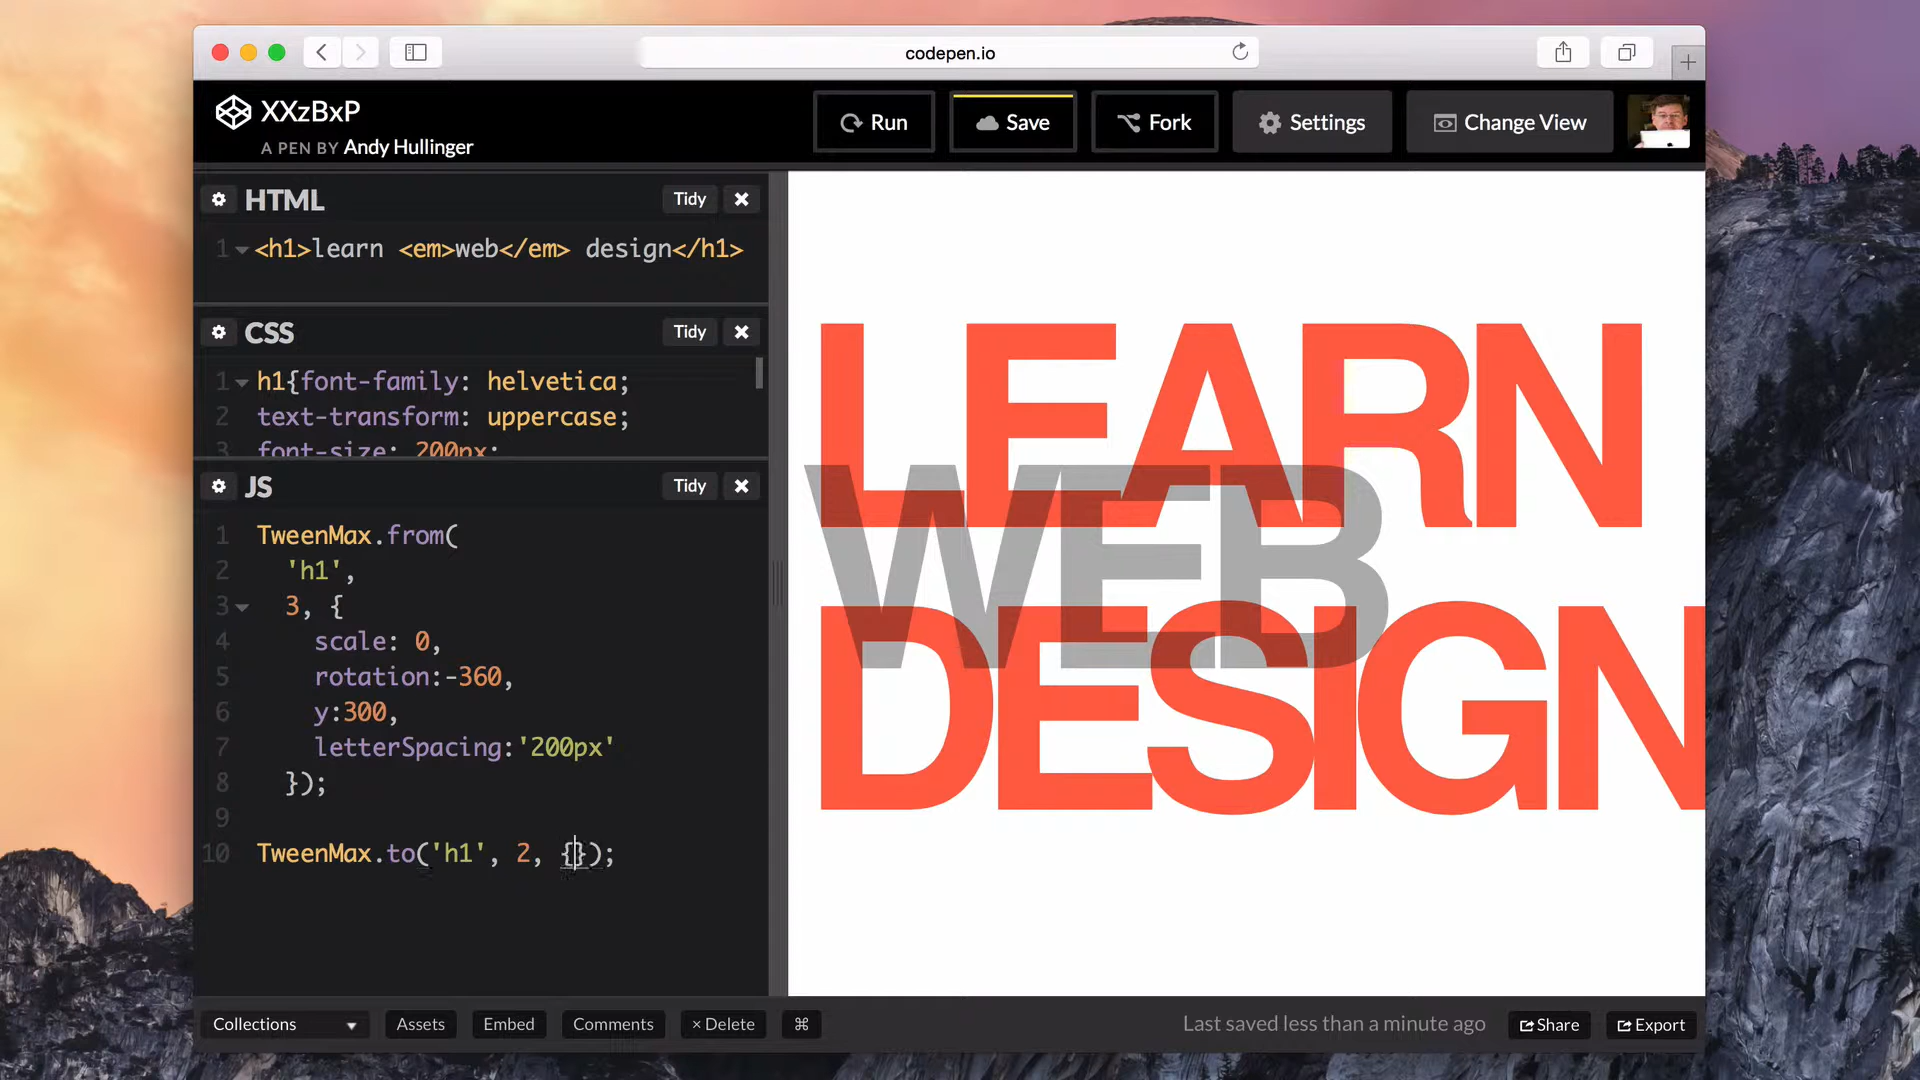 codepen.io
XXzBxP
A PEN BY Andy Hullinger
Run
Save
Fork
Settings
Change View
HTML
Tidy
1 <h1>learn <em>web</em> design</h1>
CSS
Tidy
1 h1{font-family: helvetica;
2 text-transform: uppercase;
3 font-size: 200px;
JS
Tidy
1 TweenMax.from(
2 'h1',
3 3, {
4 scale: 0,
5 rotation:-360,
6 y:300,
7 letterSpacing:'200px'
8 });
9
10 TweenMax.to('h1', 2, {});
LEARN
WEB
DESIGN
Collections
Assets
Embed
Comments
× Delete
⌘
Last saved less than a minute ago
Share
Export